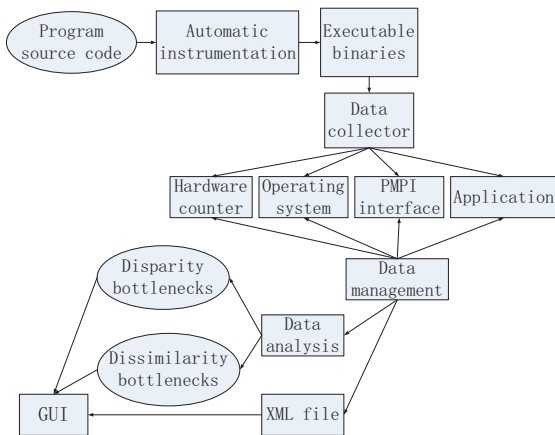 Program
source code
Automatic
instrumentation
Executable
binaries
Data
collector
Hardware
counter
Operating
system
PMPI
interface
Application
Data
management
Disparity
bottlenecks
Data
analysis
Dissimilarity
bottlenecks
GUI
XML file